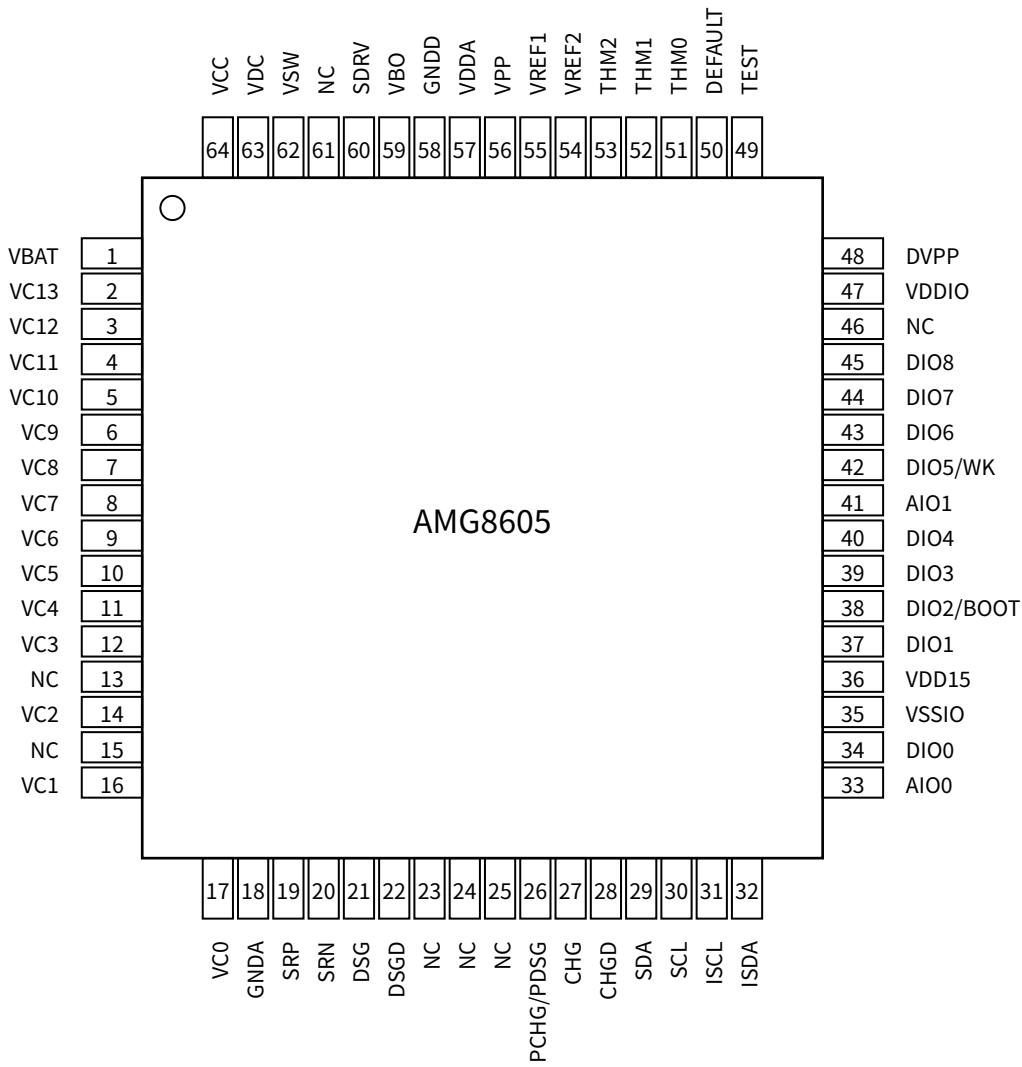 VCC VDC VSW NC SDRV VBO GNDD VDDA VPP VREF1 VREF2 THM2 THM1 THM0 DEFAULT TEST
64 63 62 61 60 59 58 57 56 55 54 53 52 51 50 49
VBAT 1
VC13 2
VC12 3
VC11 4
VC10 5
VC9 6
VC8 7
VC7 8
VC6 9
VC5 10
VC4 11
VC3 12
NC 13
VC2 14
NC 15
VC1 16
AMG8605
48 DVPP
47 VDDIO
46 NC
45 DIO8
44 DIO7
43 DIO6
42 DIO5/WK
41 AIO1
40 DIO4
39 DIO3
38 DIO2/BOOT
37 DIO1
36 VDD15
35 VSSIO
34 DIO0
33 AIO0
17 18 19 20 21 22 23 24 25 26 27 28 29 30 31 32
VC0 GNDA SRP SRN DSG DSGD NC NC NC PCHG/PDSG CHG CHGD SDA SCL ISCL ISDA